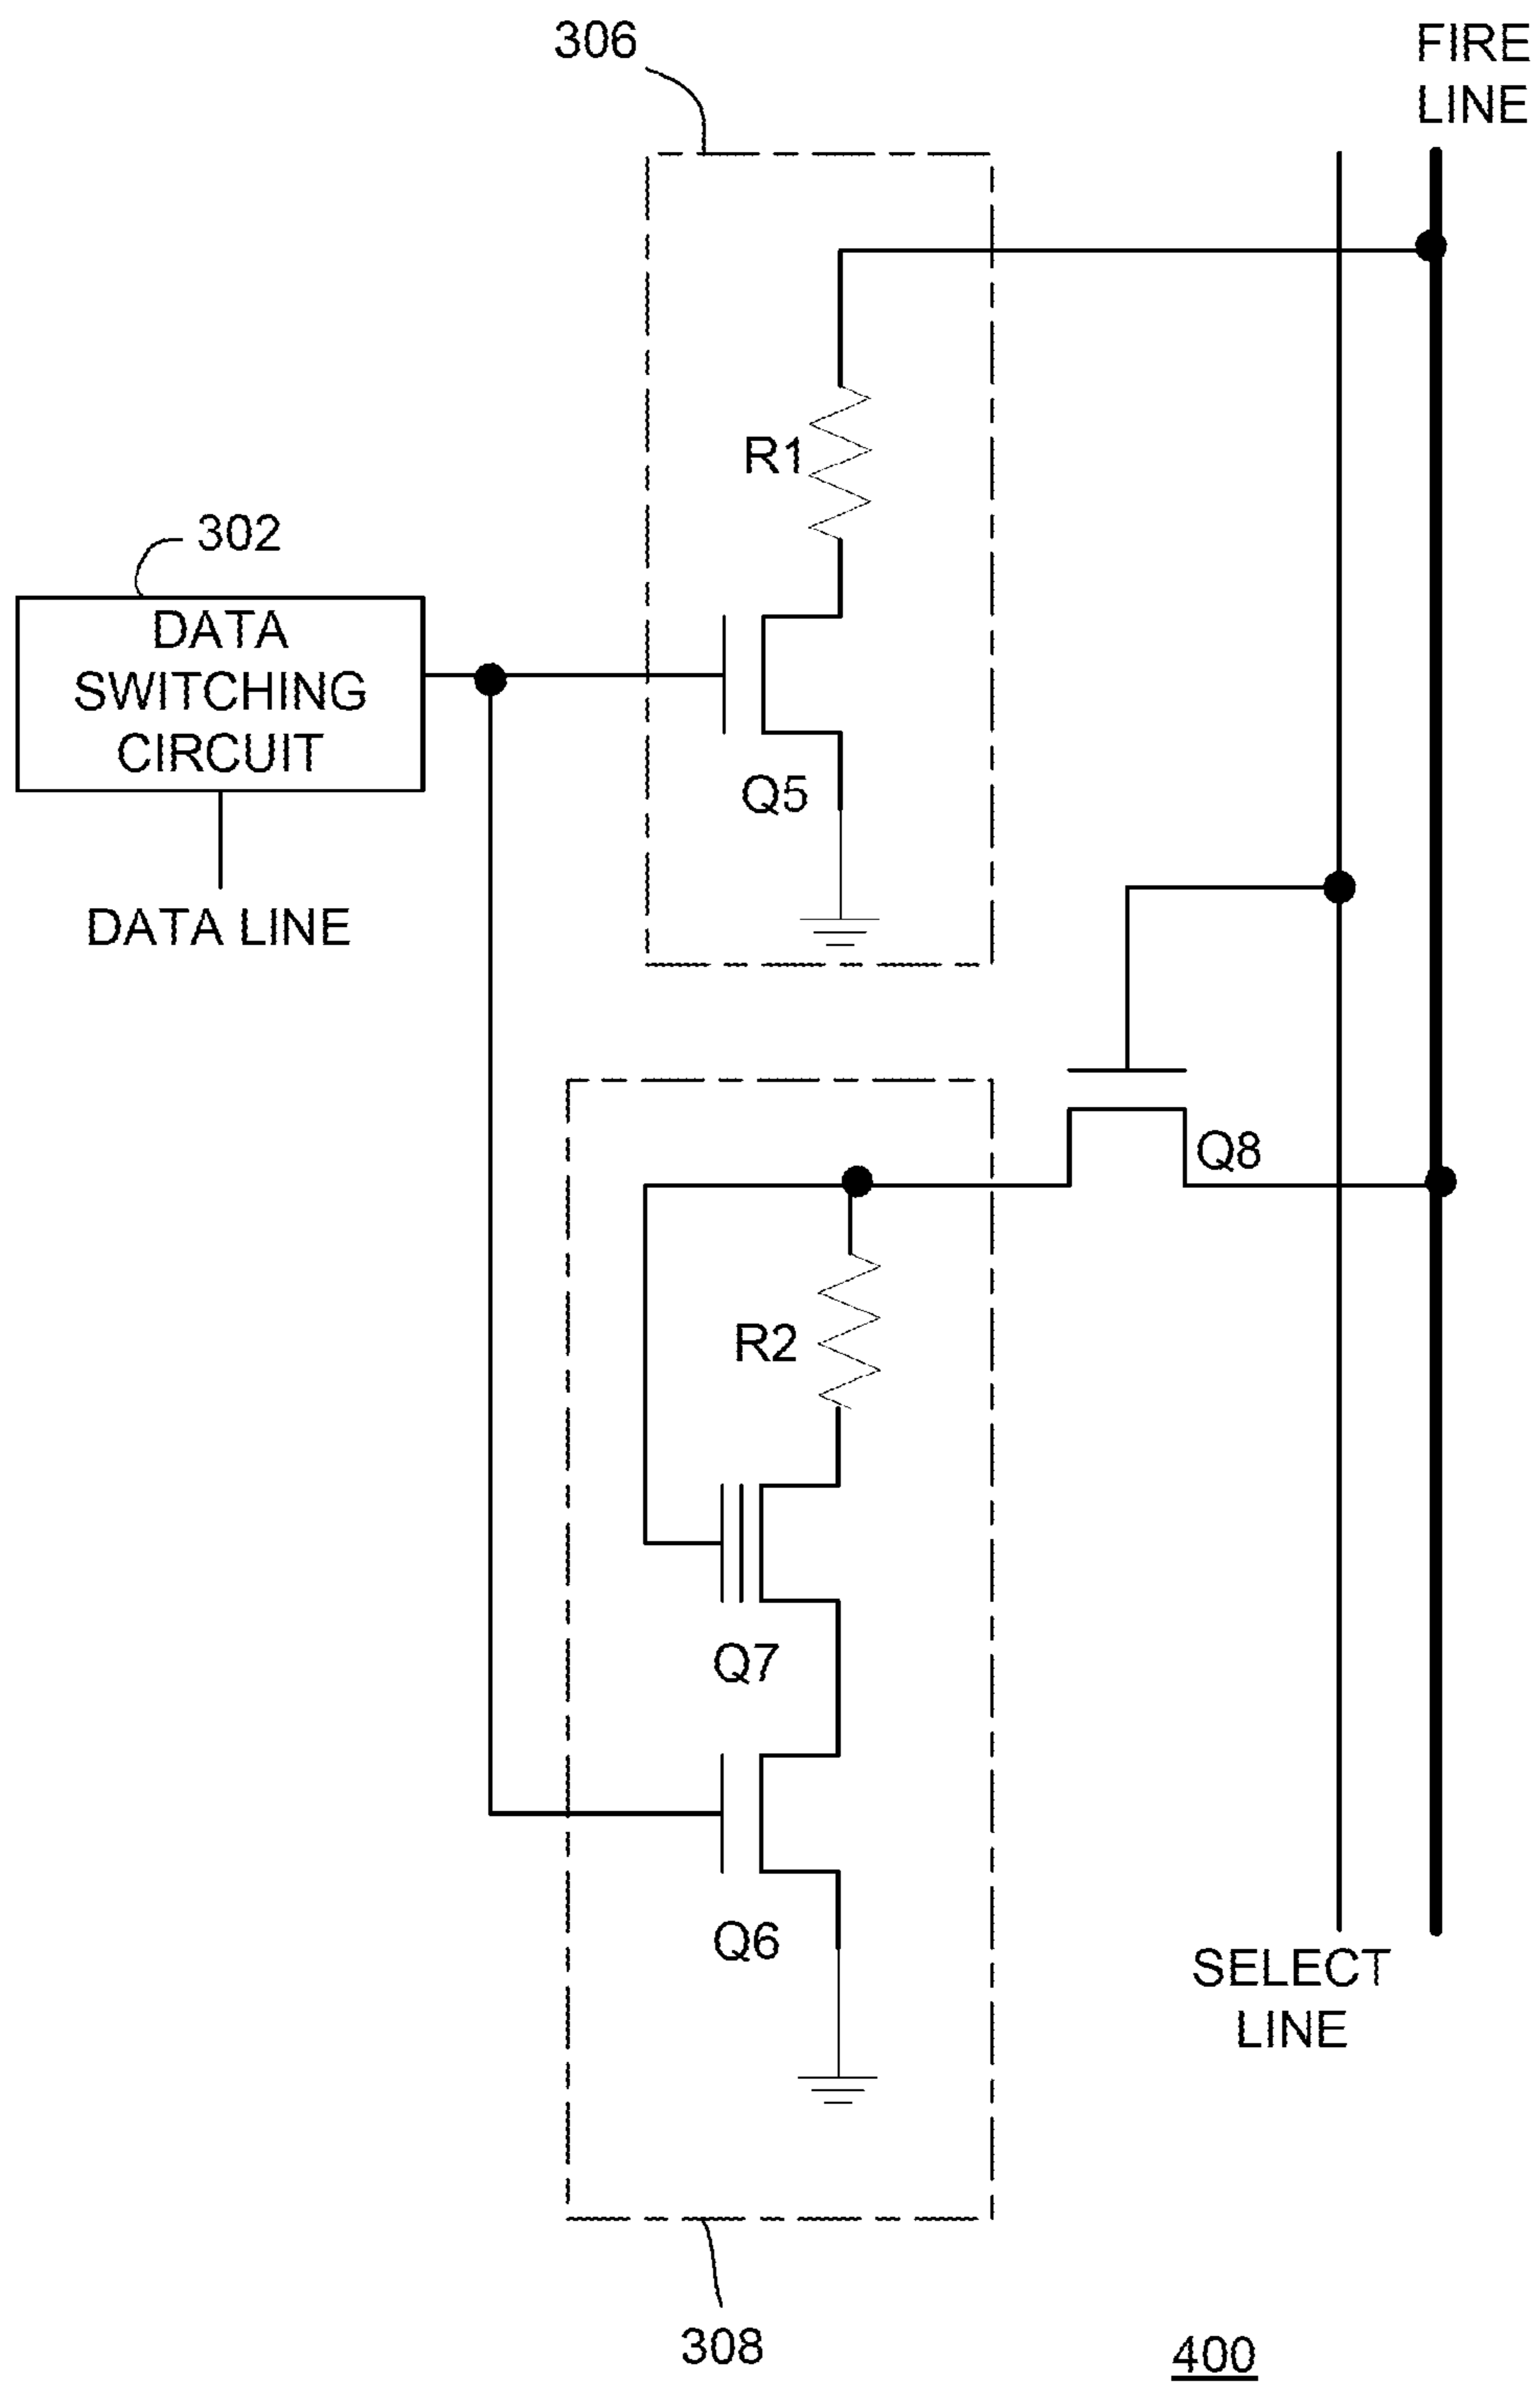 306
FIRE
LINE
R1
302
DATA
SWITCHING
CIRCUIT
Q5
DATA LINE
Q8
R2
Q7
Q6
SELECT
LINE
308
400